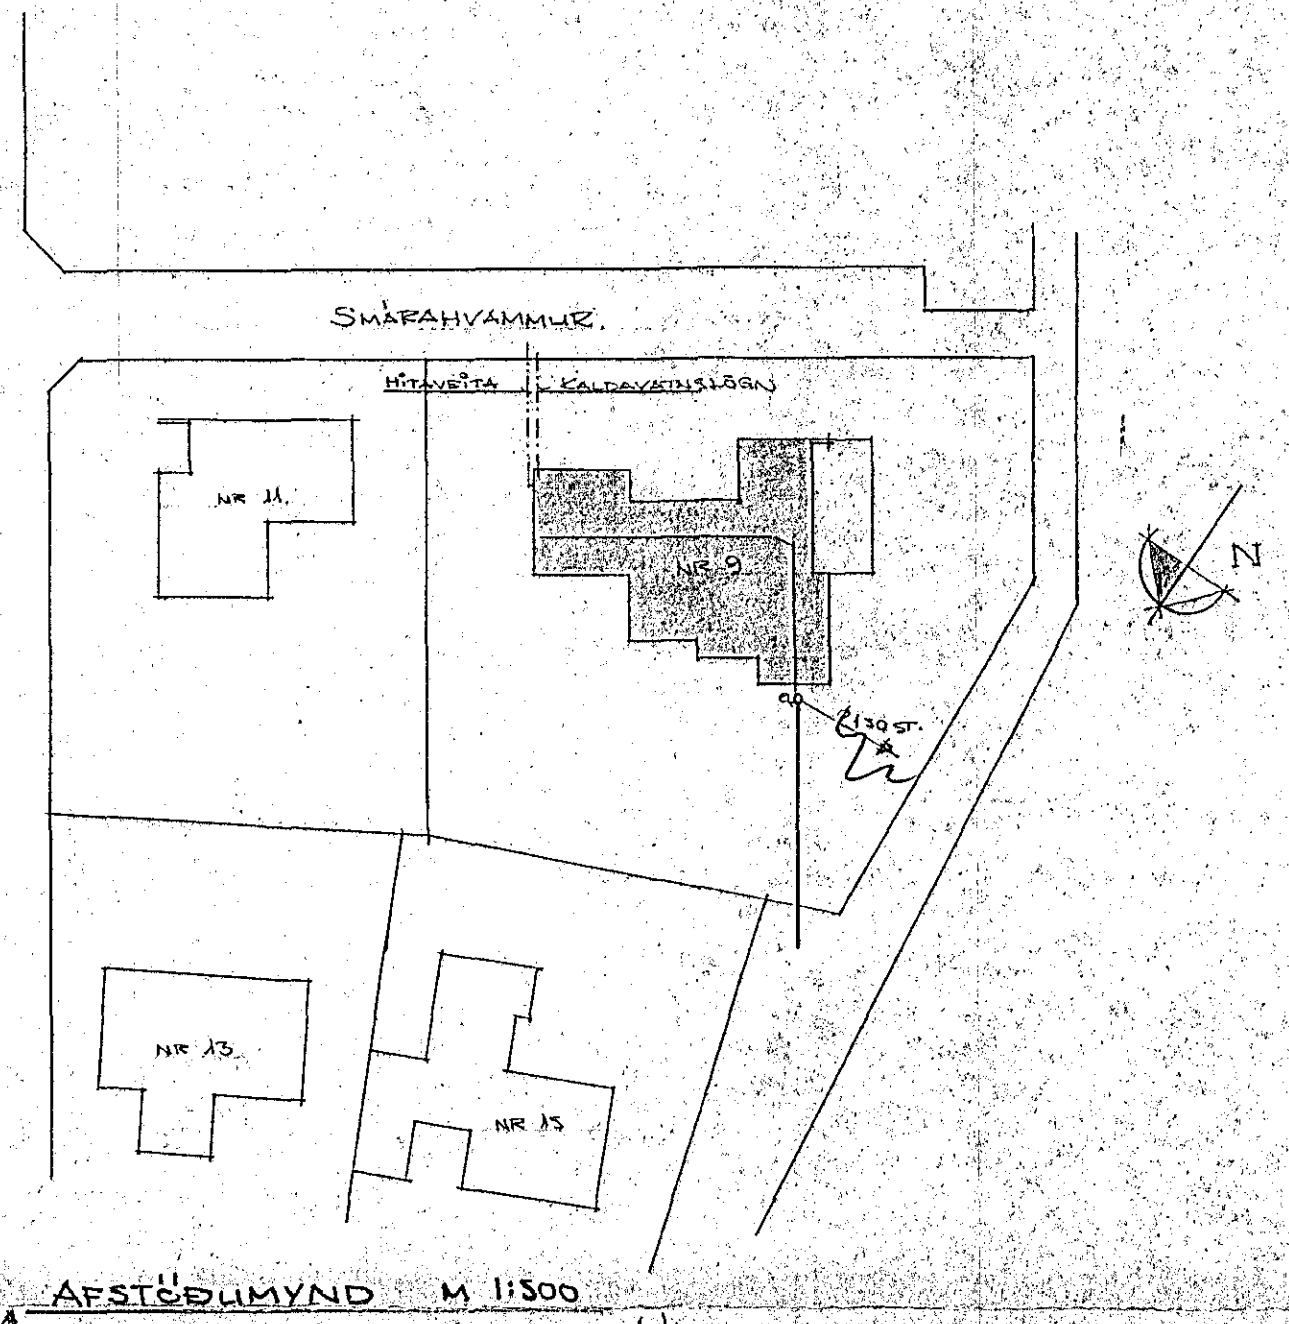 SMÁRAHVAMMUR.
HITAVEITA
KALDAVATNSLÖGN
NR 11.
NR 9
N
NR 13
NR 15
AFSTÖÐUMYND M 1:500